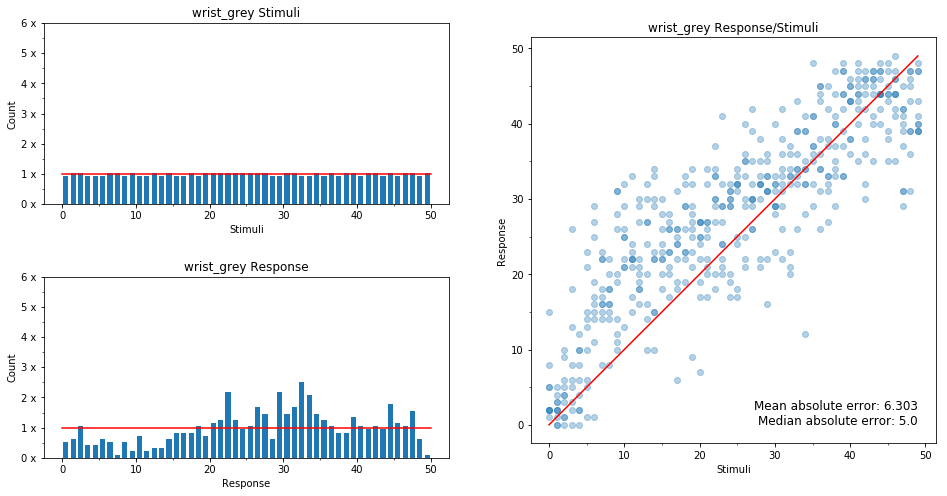 wrist_grey Stimuli
6 x
5 x
4 x
3 x
2 x
1 x
0 x
Count
0 10 20 30 40 50
Stimuli
wrist_grey Response
6 x
5 x
4 x
3 x
2 x
1 x
0 x
Count
0 10 20 30 40 50
Response
wrist_grey Response/Stimuli
50
40
30
20
10
0
Response
Mean absolute error: 6.303
Median absolute error: 5.0
0 10 20 30 40 50
Stimuli